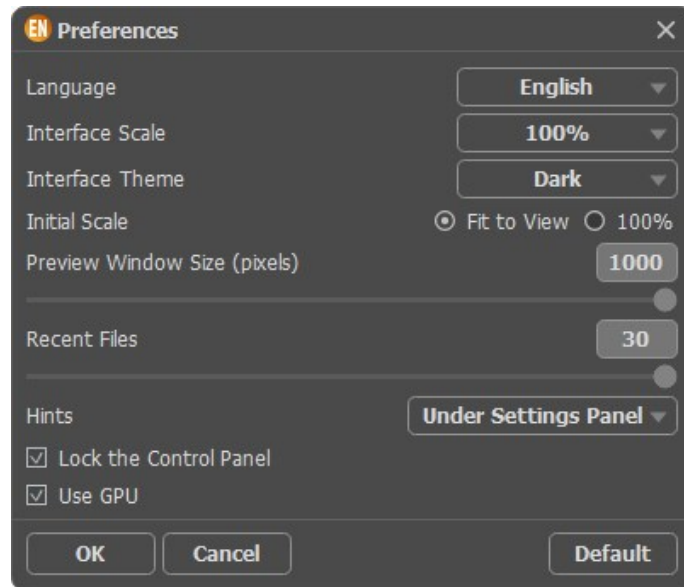 EN Preferences
Language English
Interface Scale 100%
Interface Theme Dark
Initial Scale Fit to View 100%
Preview Window Size (pixels) 1000
Recent Files 30
Hints Under Settings Panel
Lock the Control Panel
Use GPU
OK Cancel Default